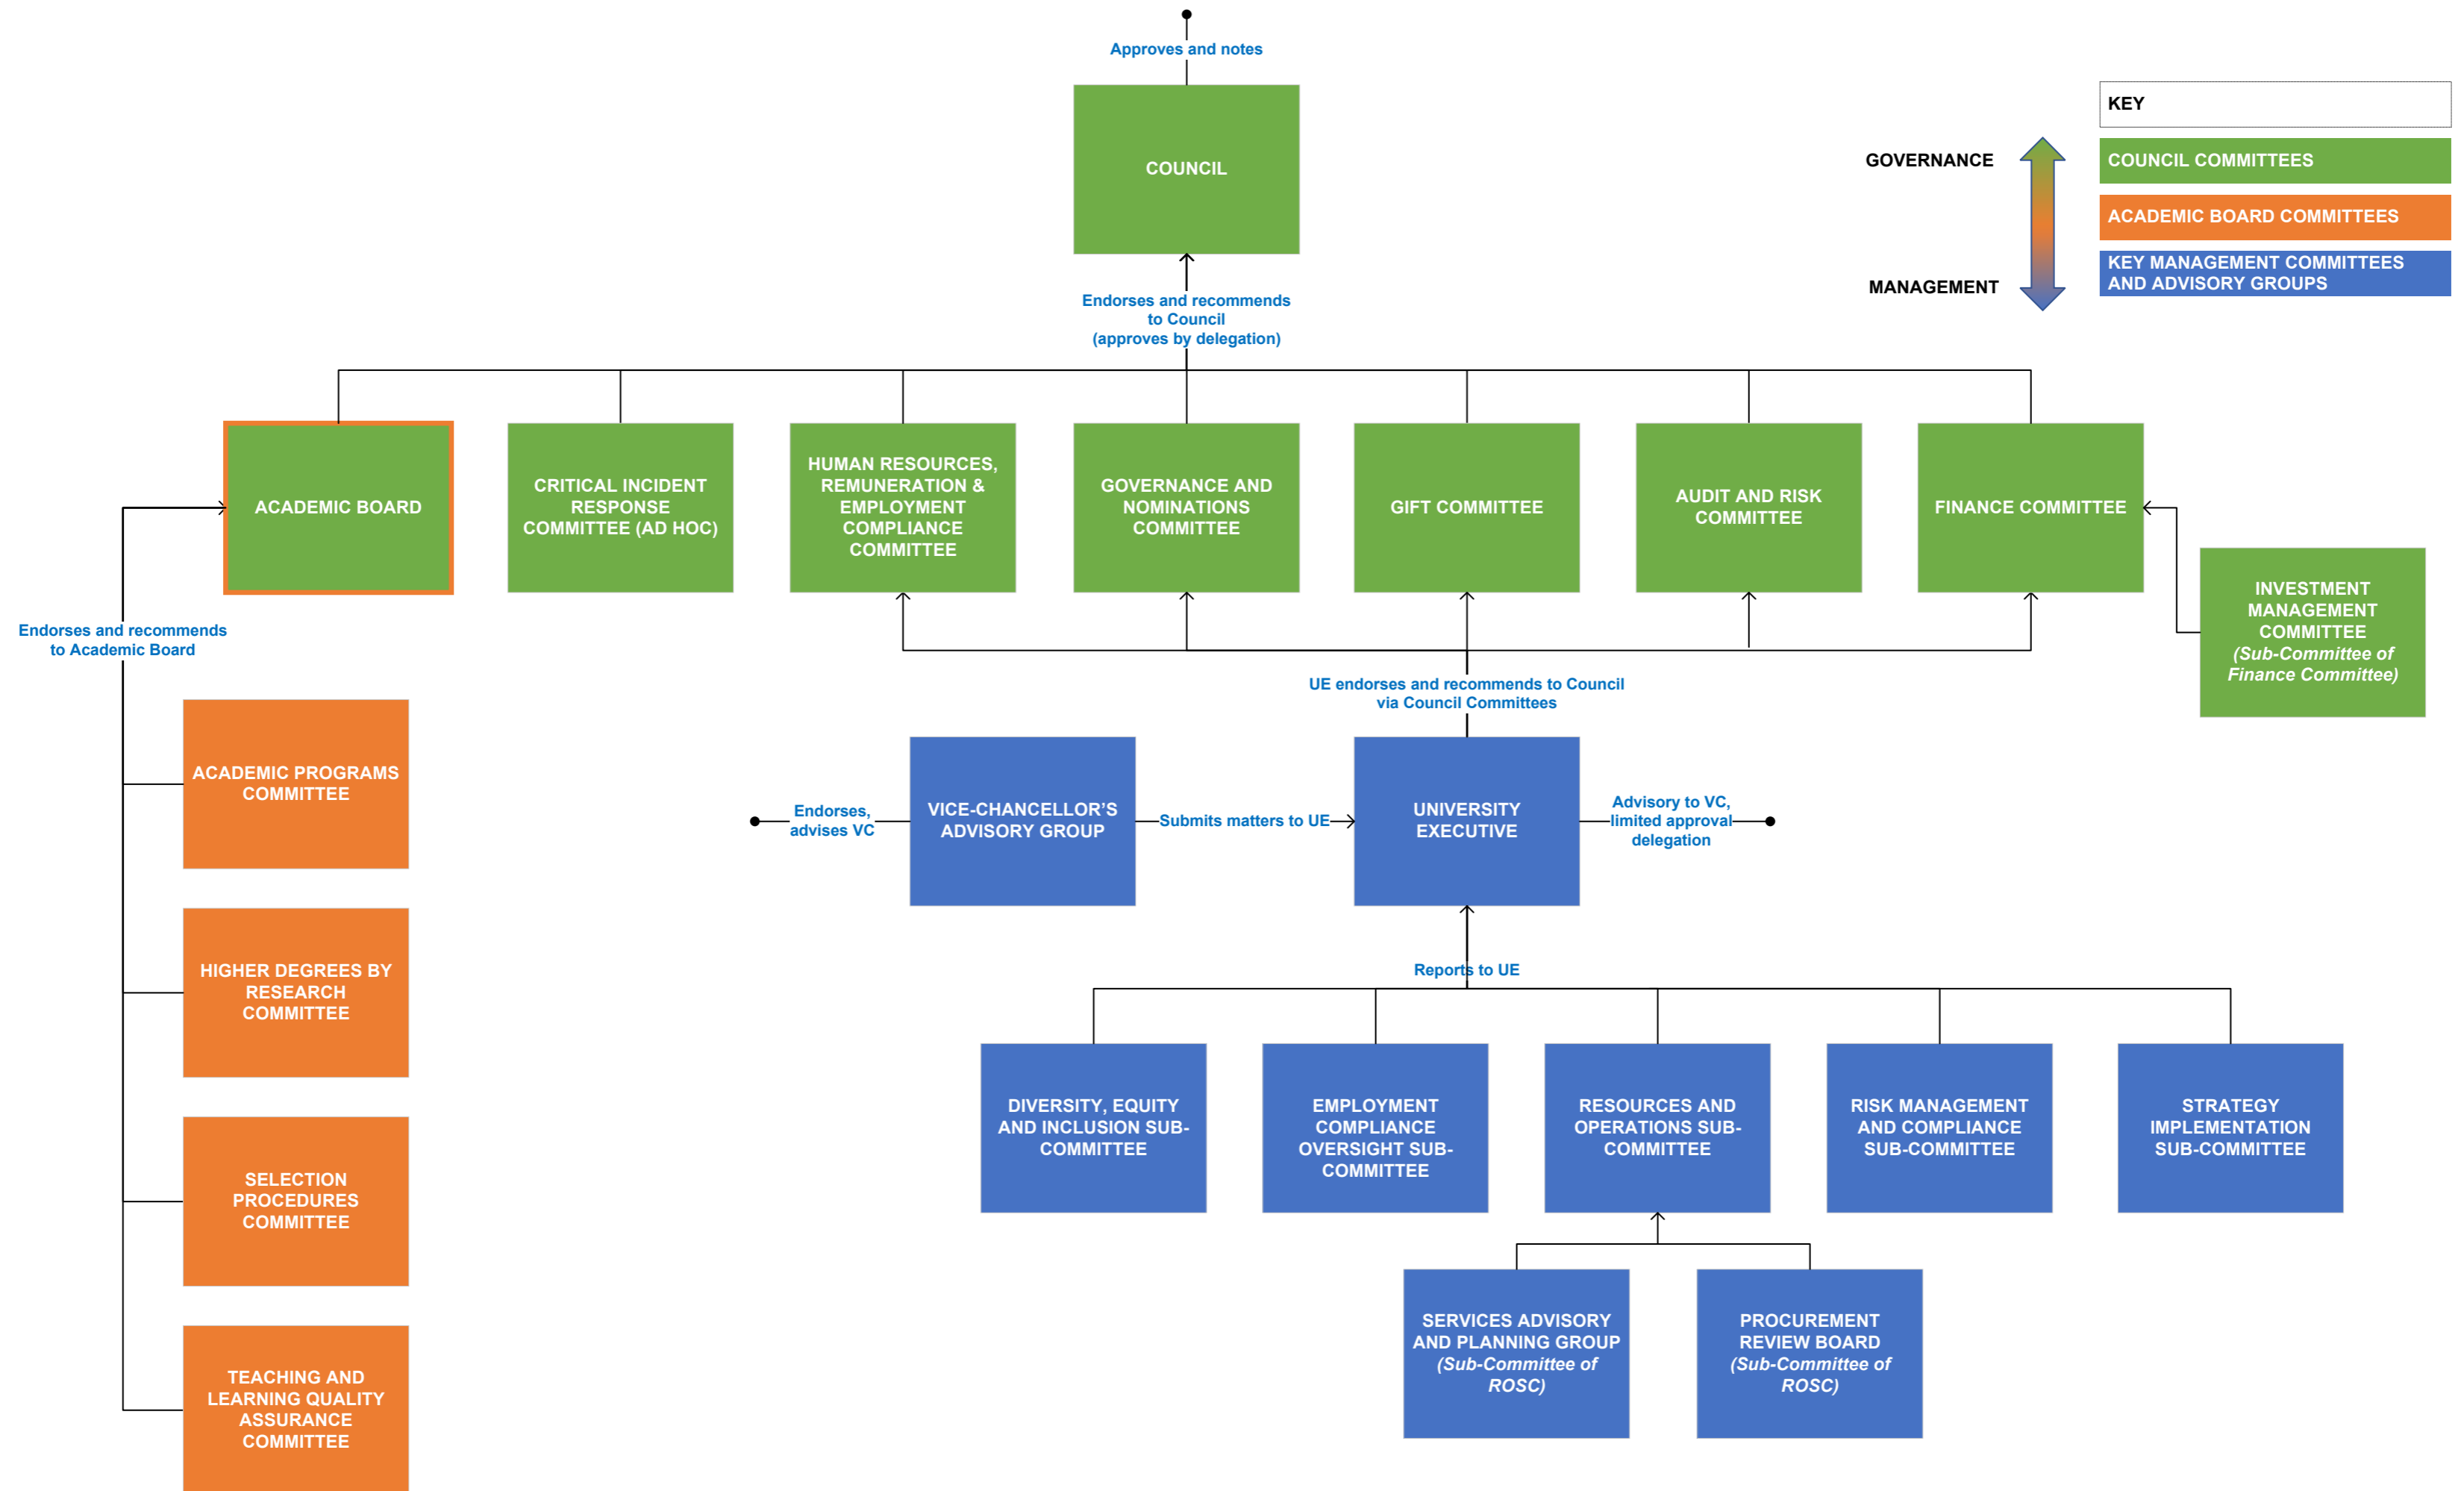 Approves and notes
COUNCIL
KEY
GOVERNANCE
COUNCIL COMMITTEES
ACADEMIC BOARD COMMITTEES
MANAGEMENT
KEY MANAGEMENT COMMITTEES
AND ADVISORY GROUPS
Endorses and recommends
to Council
(approves by delegation)
ACADEMIC BOARD
CRITICAL INCIDENT
RESPONSE
COMMITTEE (AD HOC)
HUMAN RESOURCES,
REMUNERATION &
EMPLOYMENT
COMPLIANCE
COMMITTEE
GOVERNANCE AND
NOMINATIONS
COMMITTEE
GIFT COMMITTEE
AUDIT AND RISK
COMMITTEE
FINANCE COMMITTEE
INVESTMENT
MANAGEMENT
COMMITTEE
(Sub-Committee of
Finance Committee)
Endorses and recommends
to Academic Board
UE endorses and recommends to Council
via Council Committees
ACADEMIC PROGRAMS
COMMITTEE
Endorses,
advises VC
VICE-CHANCELLOR'S
ADVISORY GROUP
Submits matters to UE
UNIVERSITY
EXECUTIVE
Advisory to VC,
limited approval
delegation
HIGHER DEGREES BY
RESEARCH
COMMITTEE
Reports to UE
DIVERSITY, EQUITY
AND INCLUSION SUB-
COMMITTEE
EMPLOYMENT
COMPLIANCE
OVERSIGHT SUB-
COMMITTEE
RESOURCES AND
OPERATIONS SUB-
COMMITTEE
RISK MANAGEMENT
AND COMPLIANCE
SUB-COMMITTEE
STRATEGY
IMPLEMENTATION
SUB-COMMITTEE
SELECTION
PROCEDURES
COMMITTEE
SERVICES ADVISORY
AND PLANNING GROUP
(Sub-Committee of
ROSC)
PROCUREMENT
REVIEW BOARD
(Sub-Committee of
ROSC)
TEACHING AND
LEARNING QUALITY
ASSURANCE
COMMITTEE